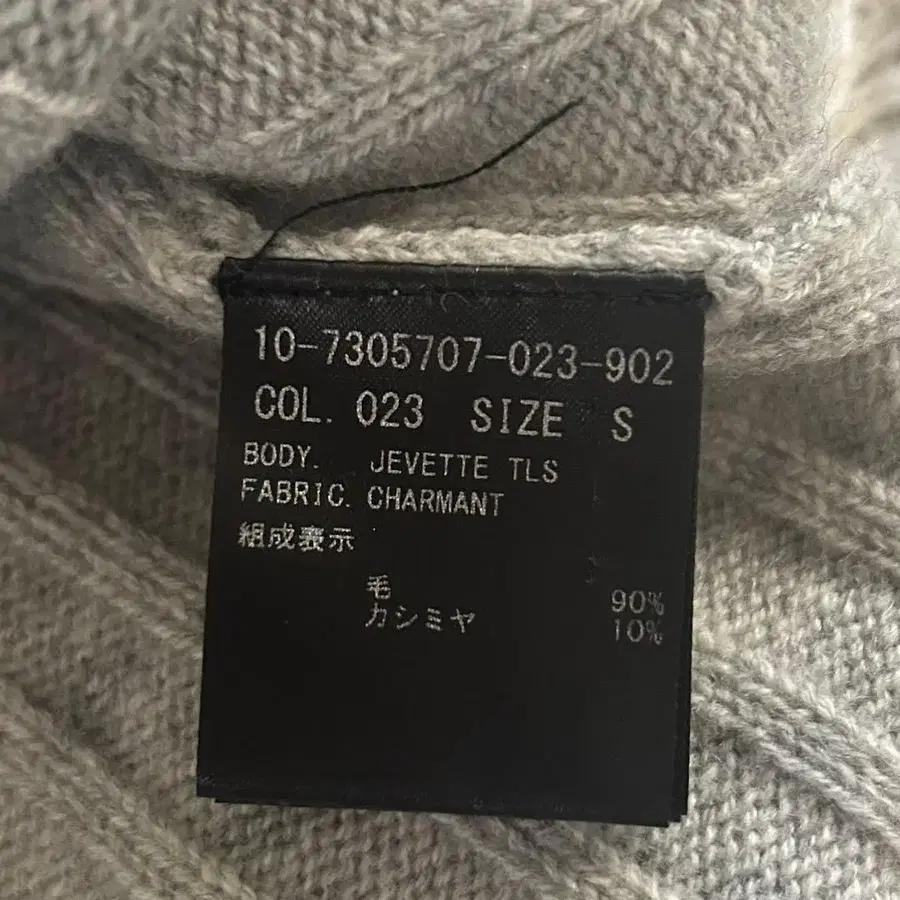 10-7305707-023-902
COL. 023 SIZE S
BODY. JEVETTE TLS
FABRIC. CHARMANT
組成表示
毛 90%
カシミヤ 10%